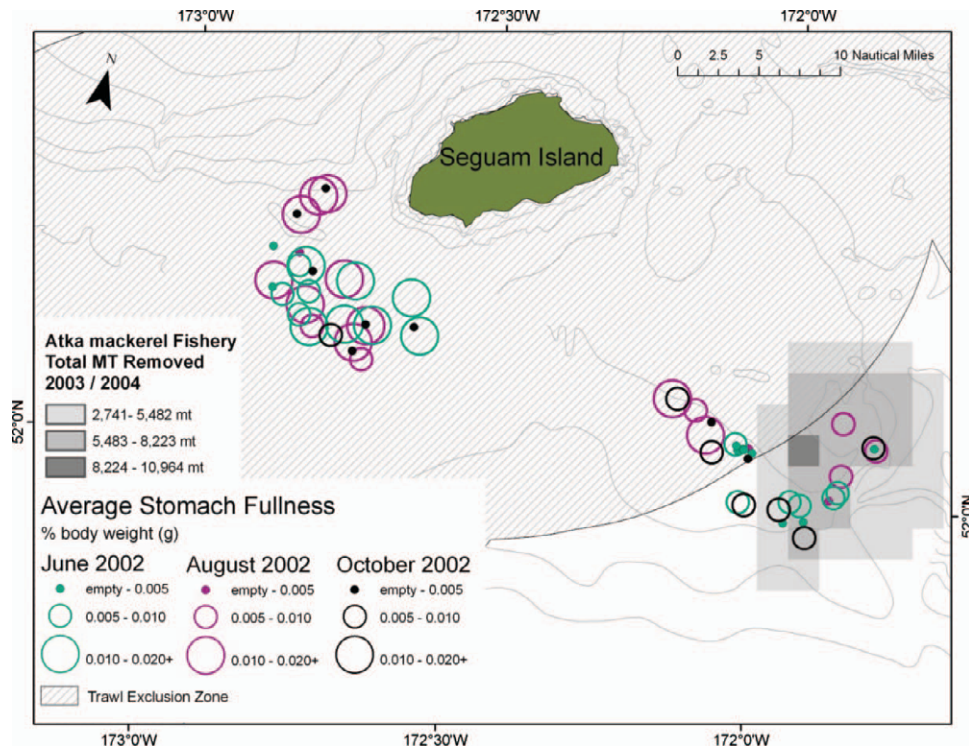 173°0'W 172°30'W 172°0'W
N
0 2.5 5 10 Nautical Miles
Seguam Island
Atka mackerel Fishery
Total MT Removed
2003 / 2004
2,741- 5,482 mt
5,483 - 8,223 mt
8,224 - 10,964 mt
52°0'N
52°0'N
Average Stomach Fullness
% body weight (g)
June 2002 August 2002 October 2002
empty - 0.005 empty - 0.005 empty - 0.005
0.005 - 0.010 0.005 - 0.010 0.005 - 0.010
0.010 - 0.020+ 0.010 - 0.020+ 0.010 - 0.020+
Trawl Exclusion Zone
173°0'W 172°30'W 172°0'W